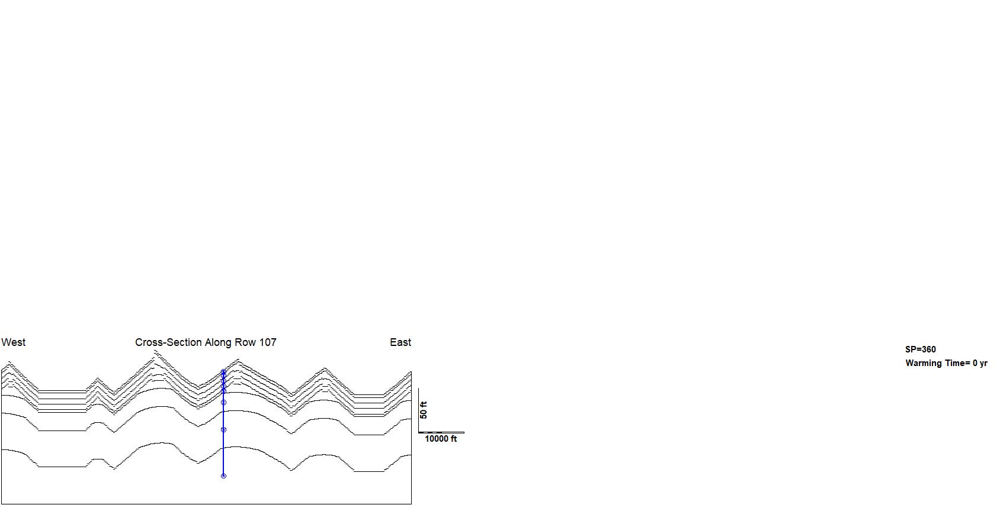 West
Cross-Section Along Row 107
East
SP=360
Warming Time= 0 yr
50 ft
10000 ft